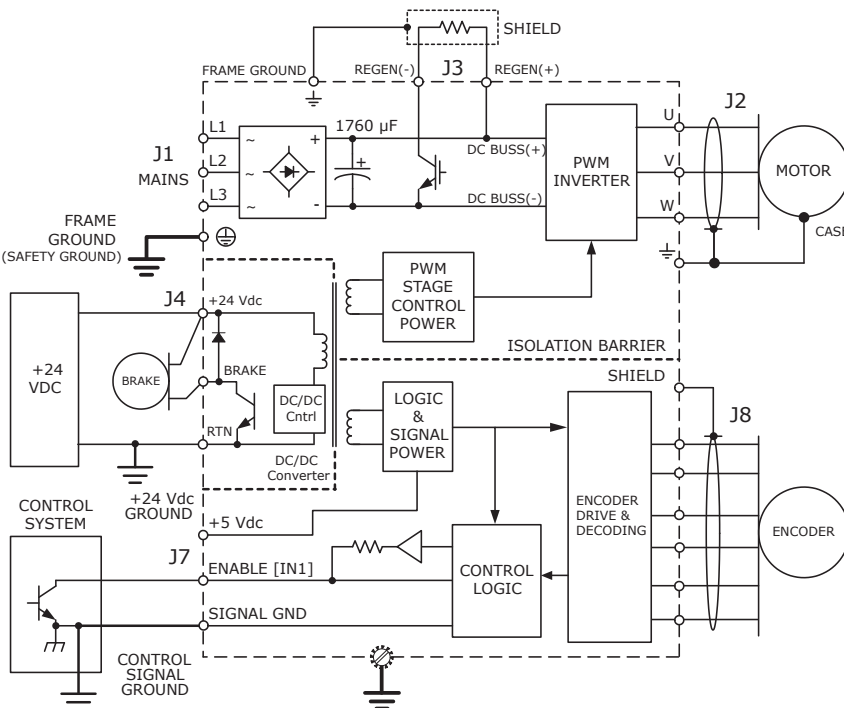 SHIELD
FRAME GROUND
REGEN(-)
J3
REGEN(+)
J1
MAINS
L1
L2
L3
~
~
~
+
-
1760 µF
+
DC BUSS(+)
DC BUSS(-)
PWM
INVERTER
U
V
W
J2
MOTOR
CASE
FRAME
GROUND
(SAFETY GROUND)
PWM
STAGE
CONTROL
POWER
ISOLATION BARRIER
J4
+24 Vdc
+24
VDC
BRAKE
BRAKE
RTN
DC/DC
Cntrl
DC/DC
Converter
LOGIC
&
SIGNAL
POWER
SHIELD
J8
ENCODER
DRIVE &
DECODING
ENCODER
+24 Vdc
GROUND
CONTROL
SYSTEM
+5 Vdc
J7
ENABLE [IN1]
CONTROL
LOGIC
SIGNAL GND
CONTROL
SIGNAL
GROUND